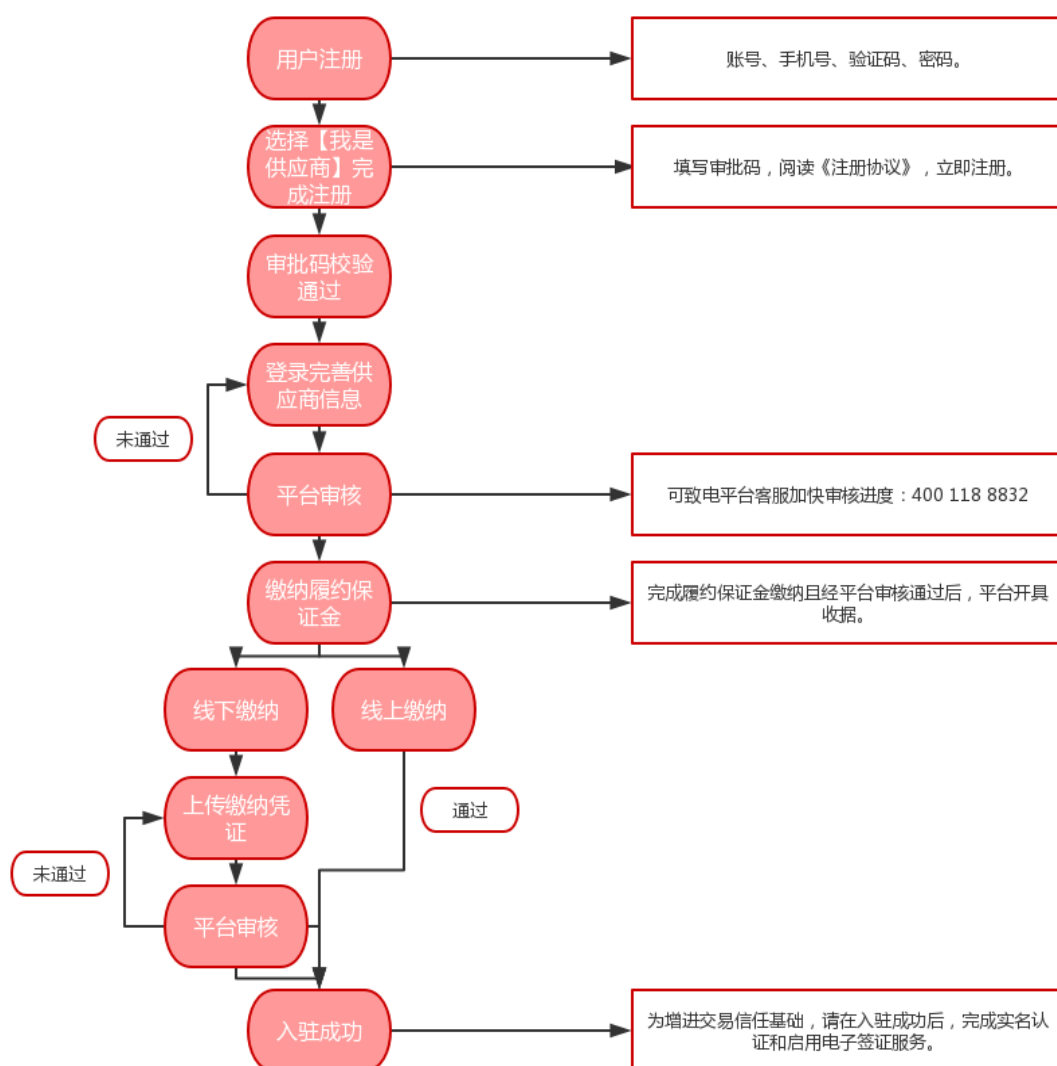 用户注册
账号、手机号、验证码、密码。
选择【我是
供应商】完
成注册
填写审批码，阅读《注册协议》，立即注册。
审批码校验
通过
登录完善供
应商信息
未通过
平台审核
可致电平台客服加快审核进度：400 118 8832
缴纳履约保
证金
完成履约保证金缴纳且经平台审核通过后，平台开具
收据。
线下缴纳
线上缴纳
上传缴纳凭
证
通过
未通过
平台审核
入驻成功
为增进交易信任基础，请在入驻成功后，完成实名认
证和启用电子签证服务。